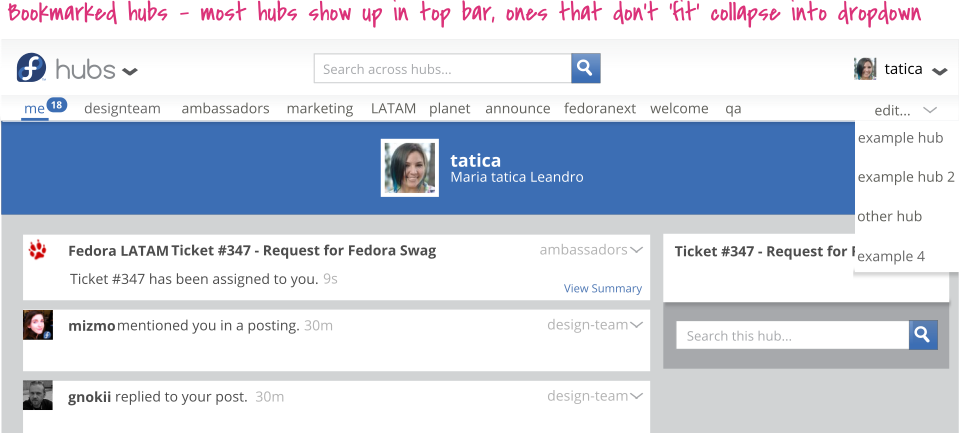 Bookmarked hubs - most hubs show up in top bar, ones that don't 'fit' collapse into dropdown
hubs
Search across hubs...
tatica
me 18 designteam ambassadors marketing LATAM planet announce fedoranext welcome qa edit...
example hub
example hub 2
other hub
example 4
tatica
Maria tatica Leandro
Fedora LATAM Ticket #347 - Request for Fedora Swag ambassadors
Ticket #347 has been assigned to you. 9s
View Summary
mizmo mentioned you in a posting. 30m design-team
gnokii replied to your post. 30m design-team
Ticket #347 - Request for
Search this hub...